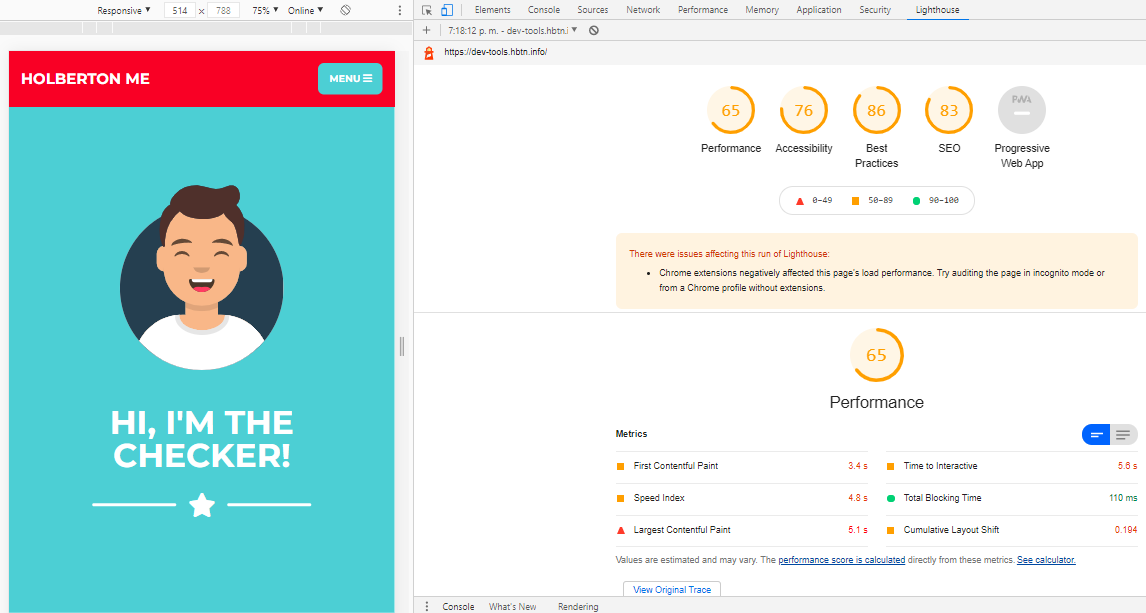 Responsive ▼ 514 × 788 75% ▼ Online ▼
Elements Console Sources Network Performance Memory Application Security Lighthouse
7:18:12 p. m. - dev-tools.hbtn.i ▼
https://dev-tools.hbtn.info/
HOLBERTON ME
MENU
HI, I'M THE
CHECKER!
65 76 86 83 PWA
Performance Accessibility Best Practices SEO Progressive Web App
0–49 50–89 90–100
There were issues affecting this run of Lighthouse:
• Chrome extensions negatively affected this page's load performance. Try auditing the page in incognito mode or
from a Chrome profile without extensions.
65
Performance
Metrics
First Contentful Paint 3.4 s Time to Interactive 5.6 s
Speed Index 4.8 s Total Blocking Time 110 ms
Largest Contentful Paint 5.1 s Cumulative Layout Shift 0.194
Values are estimated and may vary. The performance score is calculated directly from these metrics. See calculator.
View Original Trace
Console What's New Rendering